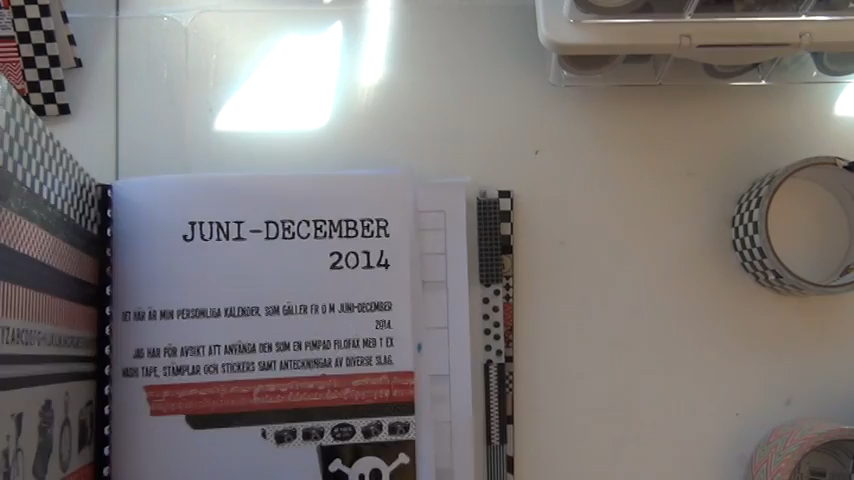 JUNI-DECEMBER
2014
DET HÄR ÄR MIN PERSONLIGA KALENDER, SOM GÄLLER FR O M JUNI-DECEMBER
2014.
JAG HAR FÖR AVSIKT ATT ANVÄNDA DEN SOM EN PIMPAD FILOFAX MED T EX
WASHI TAPE, STÄMPLAR OCH STICKERS SAMT ANTECKNINGAR AV DIVERSE SLAG.